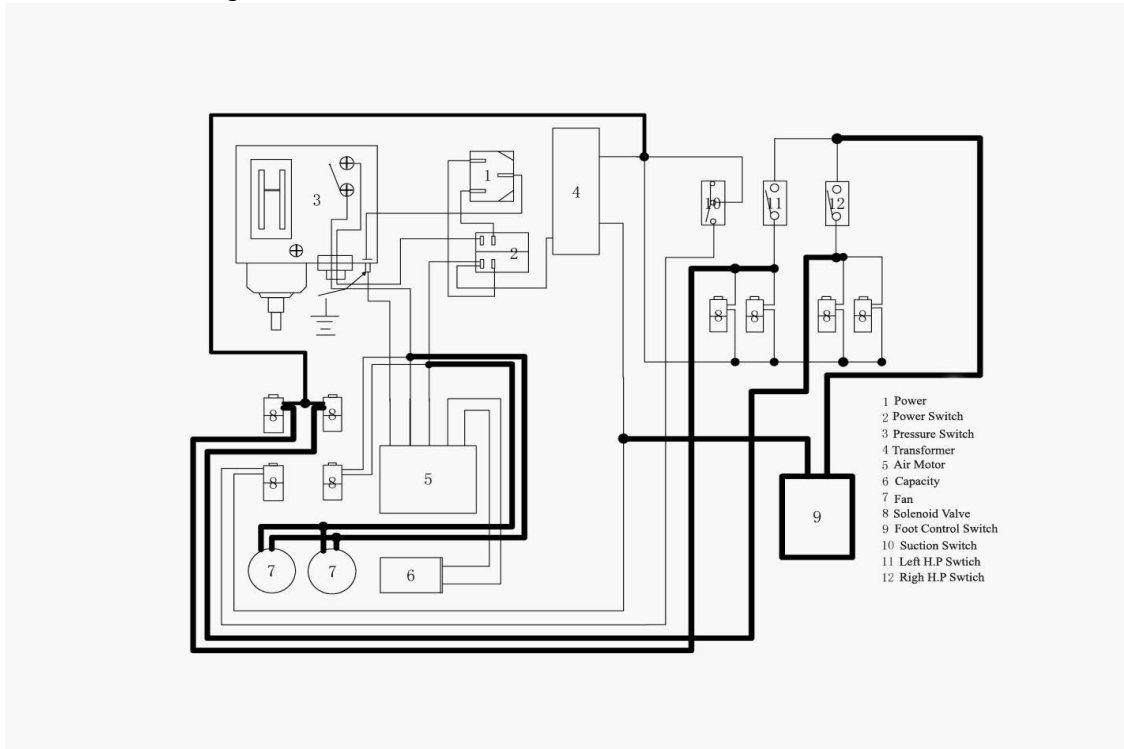 1
3
4
2
10
11
12
8
8
8
8
8
8
8
8
5
9
7
7
6
1 Power
2 Power Switch
3 Pressure Switch
4 Transformer
5 Air Motor
6 Capacity
7 Fan
8 Solenoid Valve
9 Foot Control Switch
10 Suction Switch
11 Left H.P Swtich
12 Righ H.P Swtich